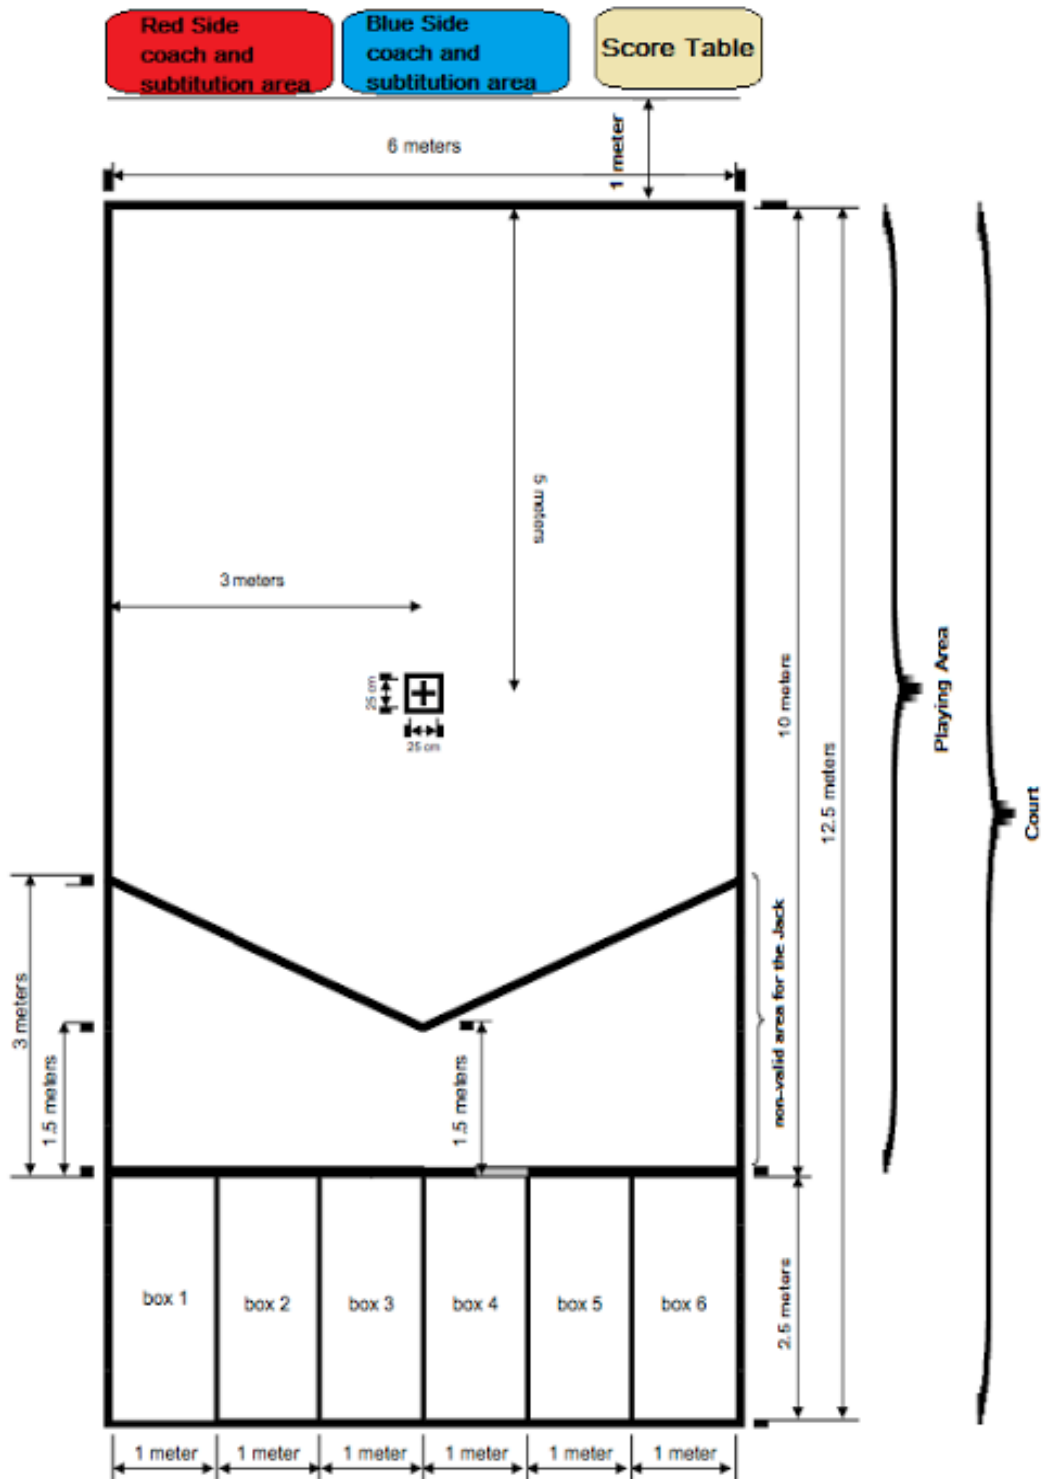 Red Side
coach and
subtitution area
Blue Side
coach and
subtitution area
Score Table
6 meters
1 meter
5 meters
3 meters
25 cm
25 cm
10 meters
12.5 meters
Playing Area
Court
3 meters
1.5 meters
1.5 meters
non-valid area for the Jack
box 1
box 2
box 3
box 4
box 5
box 6
2.5 meters
1 meter
1 meter
1 meter
1 meter
1 meter
1 meter